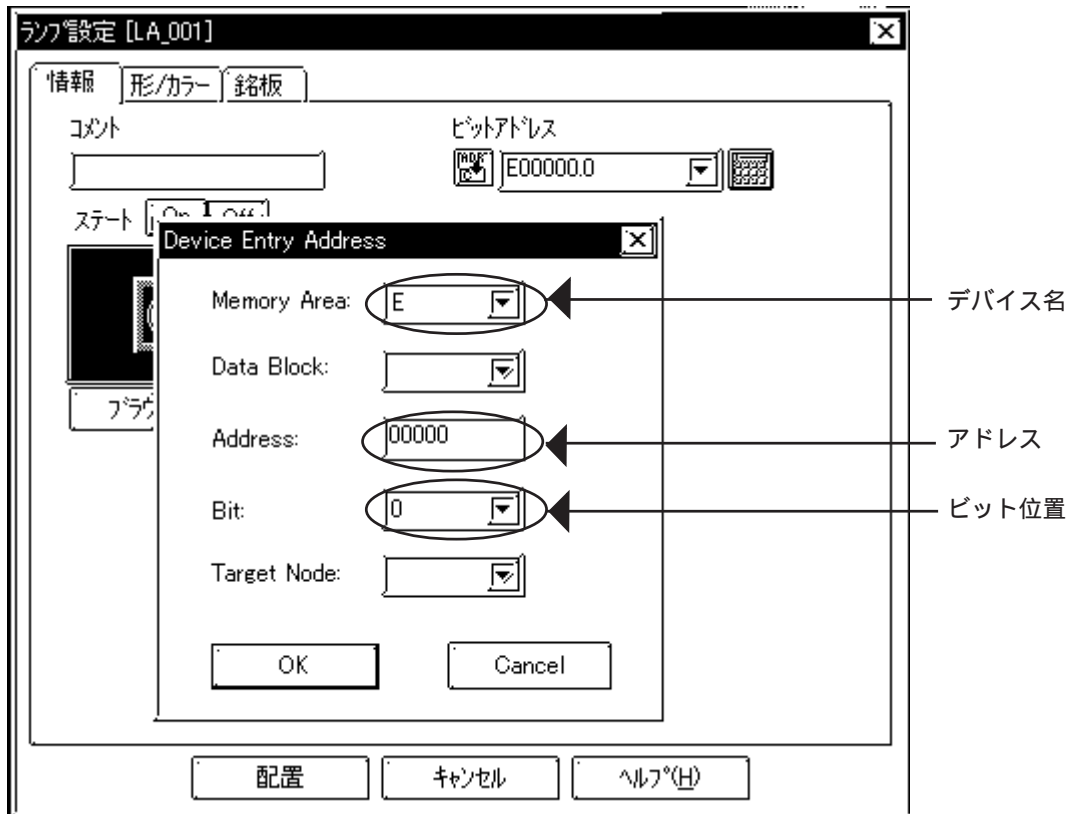 ランプ設定 [LA_001]
情報 形/カラー 銘板
コメント ビットアドレス
E00000.0
ステート On Off
Device Entry Address
Memory Area: E デバイス名
Data Block:
Address: 00000 アドレス
Bit: 0 ビット位置
Target Node:
OK Cancel
配置 キャンセル ヘルプ(H)